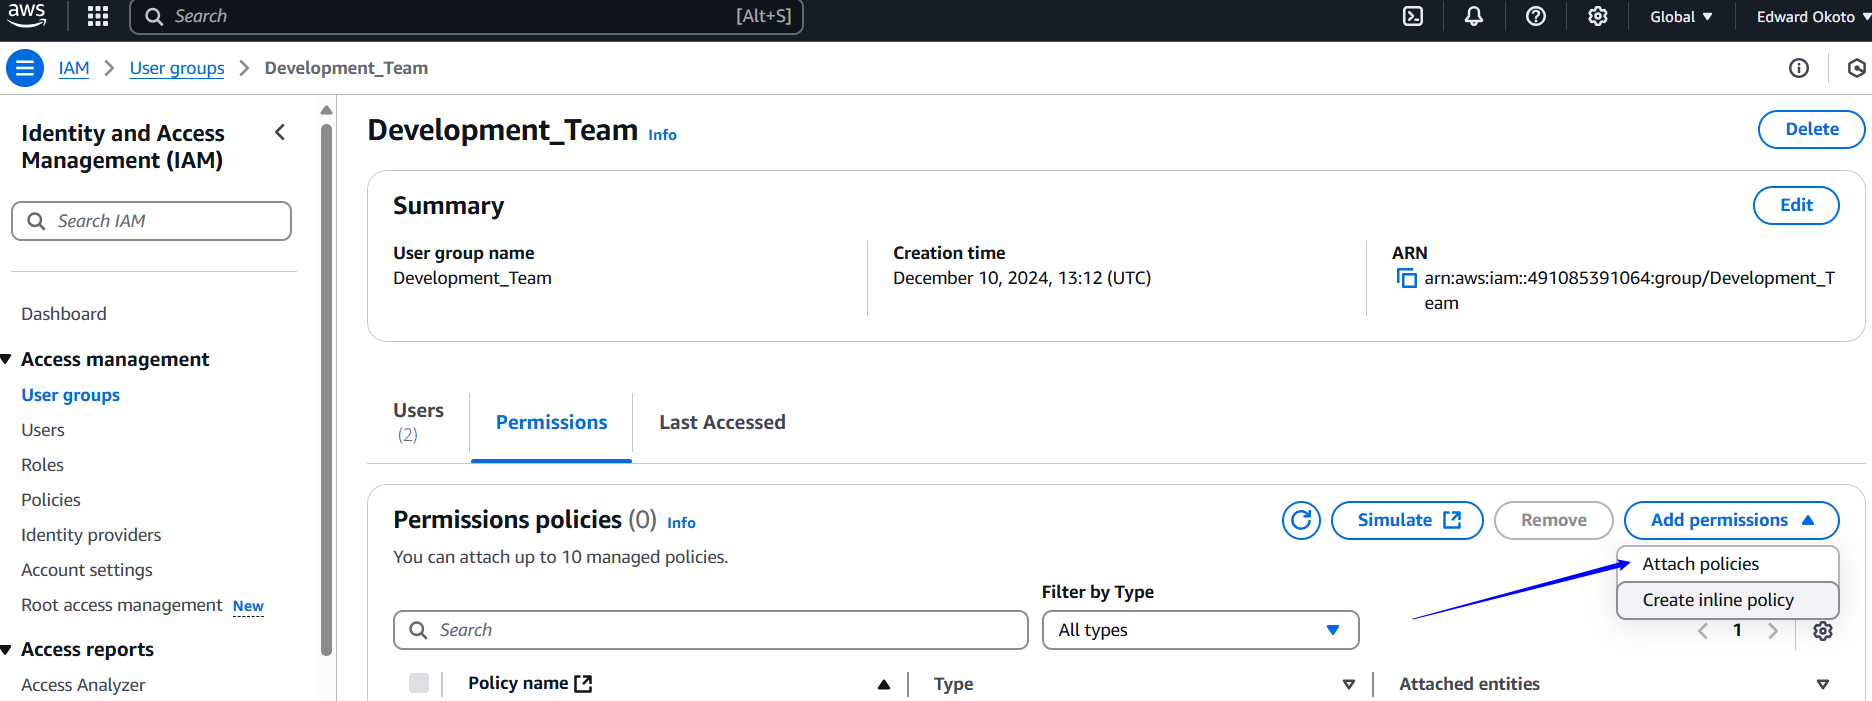 aws
Search
[Alt+S]
Global
Edward Okoto
IAM
User groups
Development_Team
Identity and Access
Management (IAM)
Search IAM
Dashboard
Access management
User groups
Users
Roles
Policies
Identity providers
Account settings
Root access management New
Access reports
Access Analyzer
Development_Team Info
Delete
Summary
Edit
User group name
Development_Team
Creation time
December 10, 2024, 13:12 (UTC)
ARN
arn:aws:iam::491085391064:group/Development_T
eam
Users
(2)
Permissions
Last Accessed
Permissions policies (0) Info
Simulate
Remove
Add permissions
You can attach up to 10 managed policies.
Attach policies
Create inline policy
Filter by Type
Search
All types
1
Policy name
Type
Attached entities